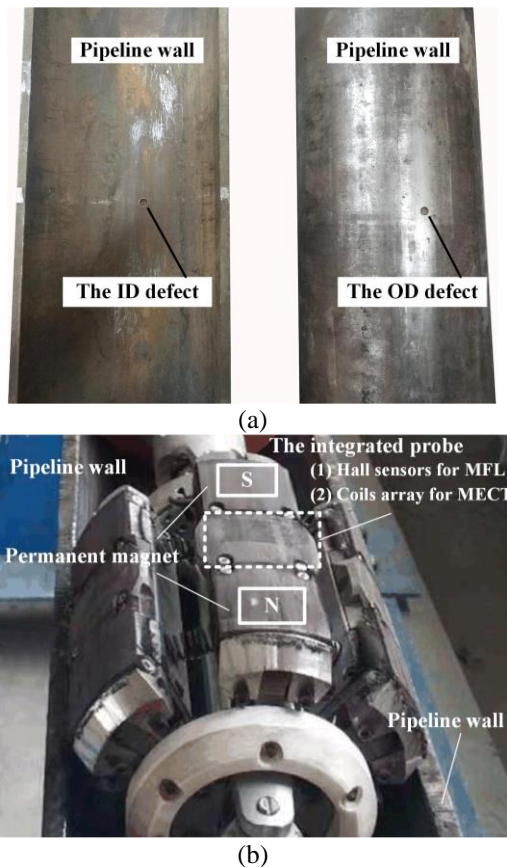 Pipeline wall
Pipeline wall
The ID defect
The OD defect
(a)
The integrated probe
Pipeline wall
(1) Hall sensors for MFL
S
(2) Coils array for MECT
Permanent magnet
N
Pipeline wall
(b)